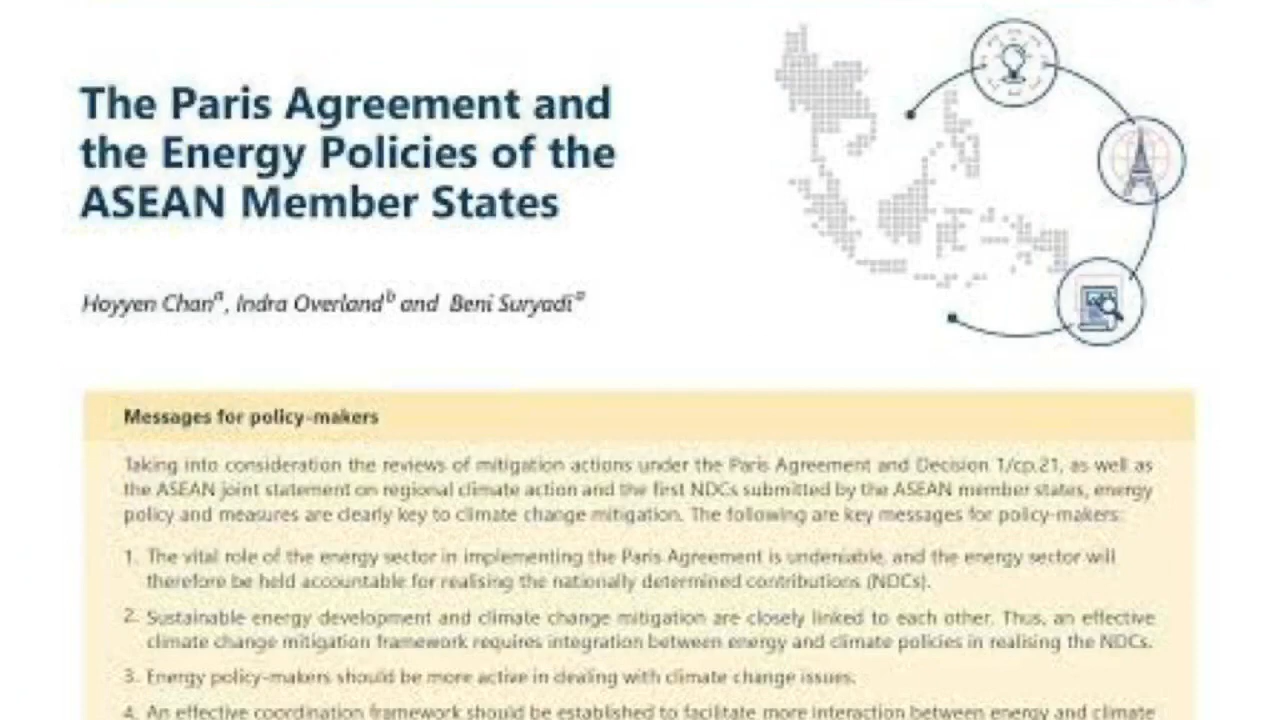 The Paris Agreement and
the Energy Policies of the
ASEAN Member States
Hoyyen Chanᵃ, Indra Overlandᵇ and Beni Suryadiᵃ
Messages for policy-makers
Taking into consideration the reviews of mitigation actions under the Paris Agreement and Decision 1/cp.21, as well as
the ASEAN joint statement on regional climate action and the first NDCs submitted by the ASEAN member states, energy
policy and measures are clearly key to climate change mitigation. The following are key messages for policy-makers:
1. The vital role of the energy sector in implementing the Paris Agreement is undeniable, and the energy sector will
therefore be held accountable for realising the nationally determined contributions (NDCs).
2. Sustainable energy development and climate change mitigation are closely linked to each other. Thus, an effective
climate change mitigation framework requires integration between energy and climate policies in realising the NDCs.
3. Energy policy-makers should be more active in dealing with climate change issues.
4. An effective coordination framework should be established to facilitate more interaction between energy and climate